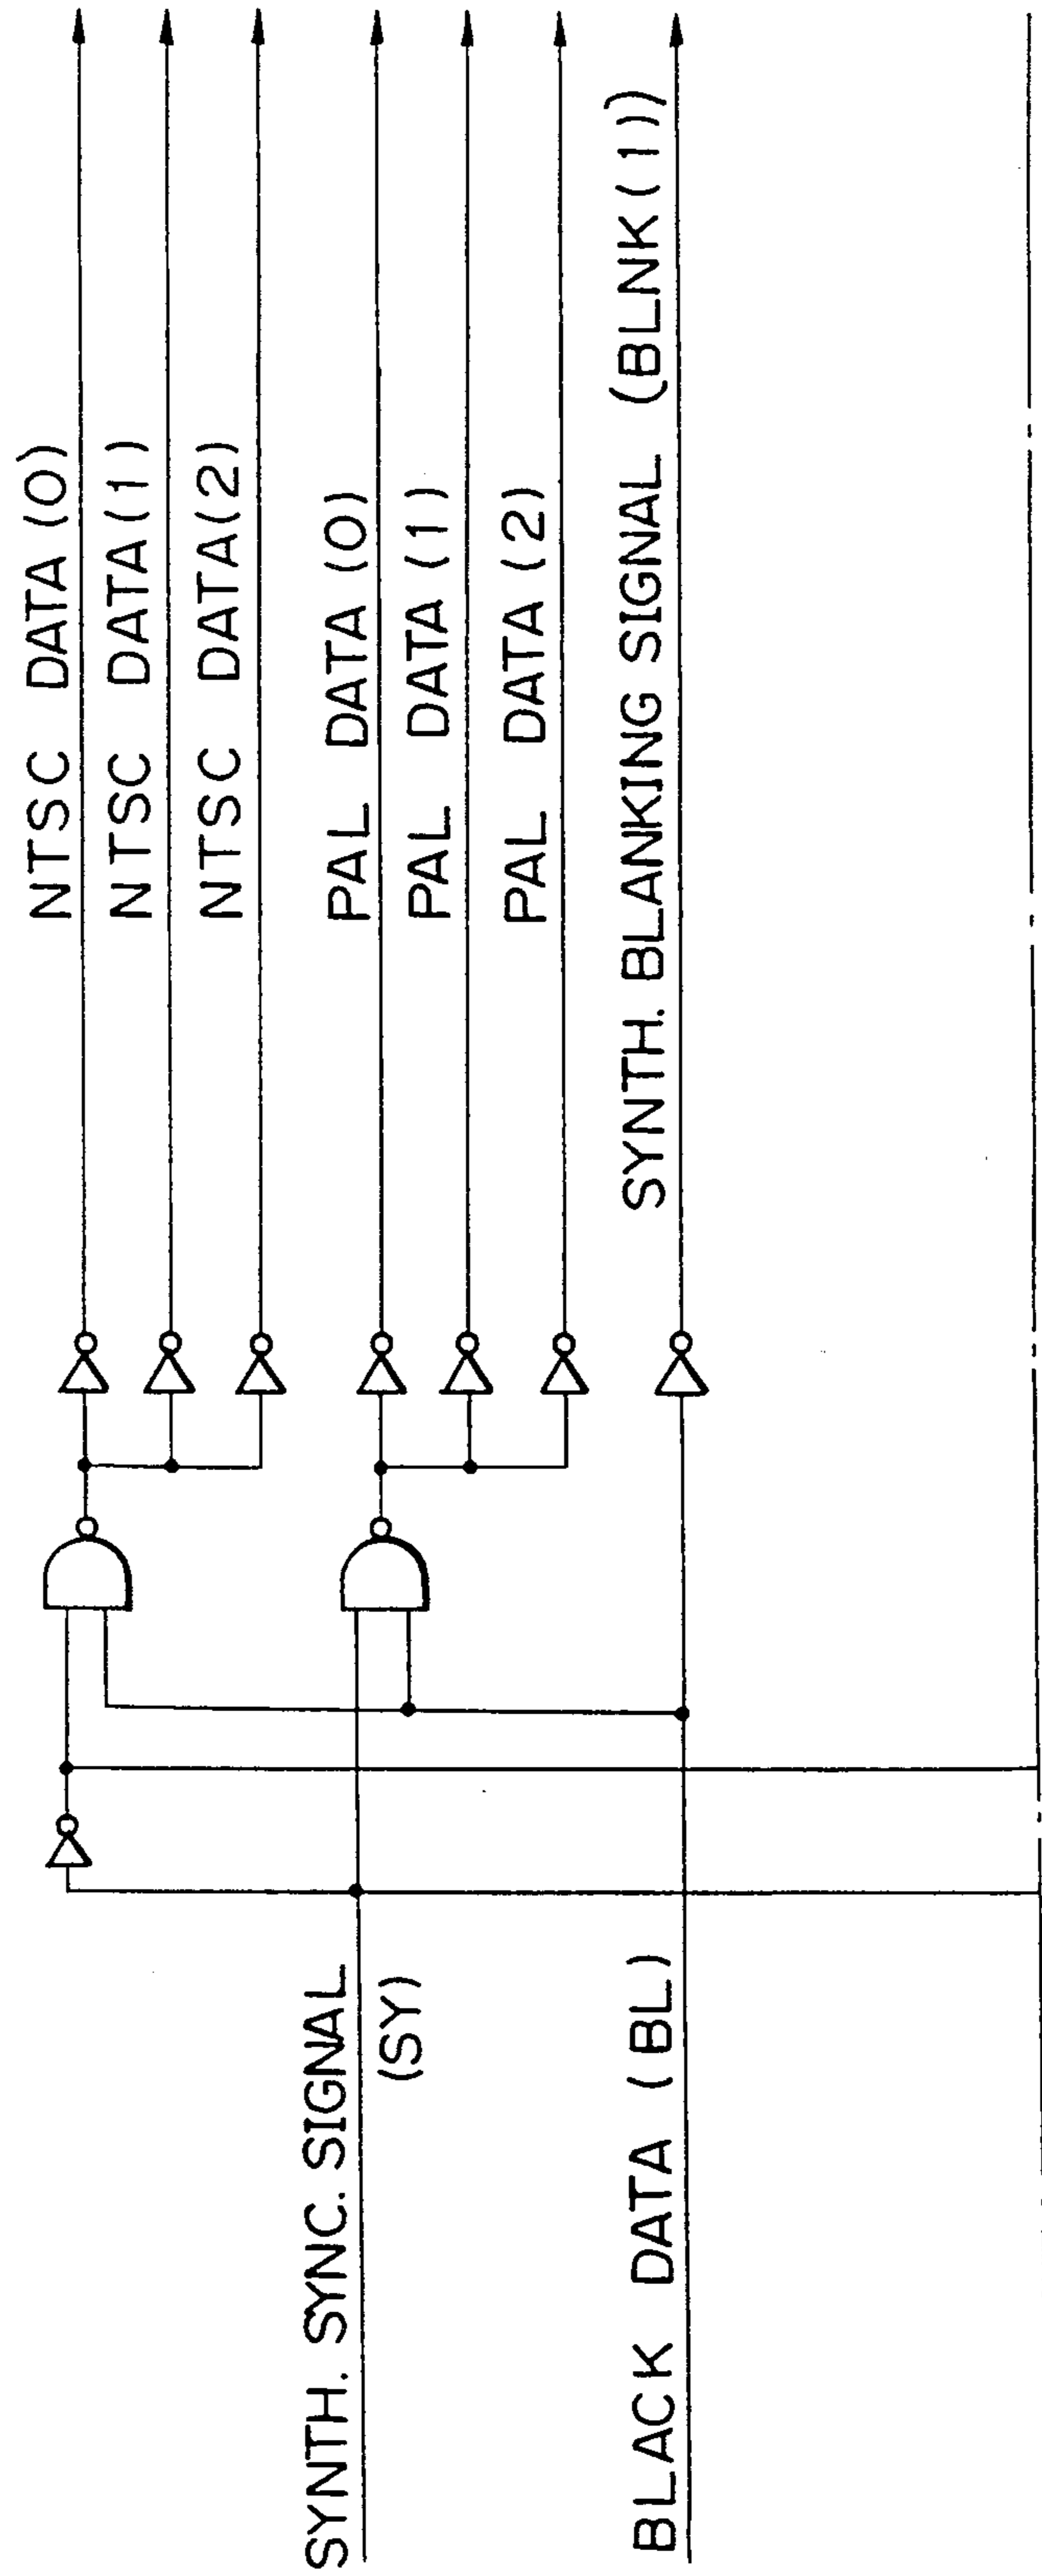 NTSC DATA (0)
NTSC DATA (1)
NTSC DATA (2)
PAL DATA (0)
PAL DATA (1)
PAL DATA (2)
SYNTH. BLANKING SIGNAL (BLNK(1))
SYNTH. SYNC. SIGNAL
(SY)
BLACK DATA (BL)